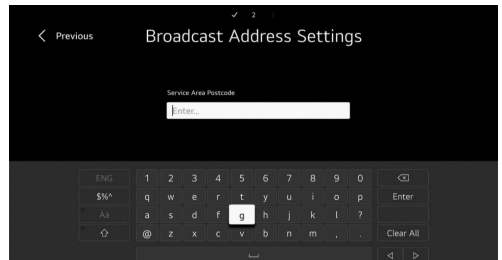 ✓ 2
< Previous
Broadcast Address Settings
Service Area Postcode
Enter...
ENG 1 2 3 4 5 6 7 8 9 0
$%^ q w e r t y u i o p Enter
Áä a s d f g h j k l ?
@ z x c v b n m , . Clear All